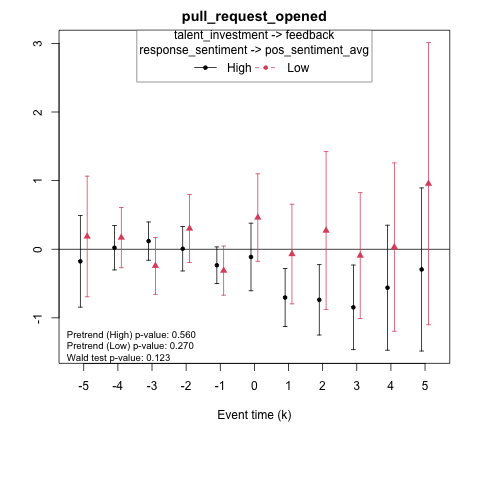 pull_request_opened
talent_investment -> feedback
response_sentiment -> pos_sentiment_avg
High Low
3
2
1
0
-1
Pretrend (High) p-value: 0.560
Pretrend (Low) p-value: 0.270
Wald test p-value: 0.123
-5 -4 -3 -2 -1 0 1 2 3 4 5
Event time (k)